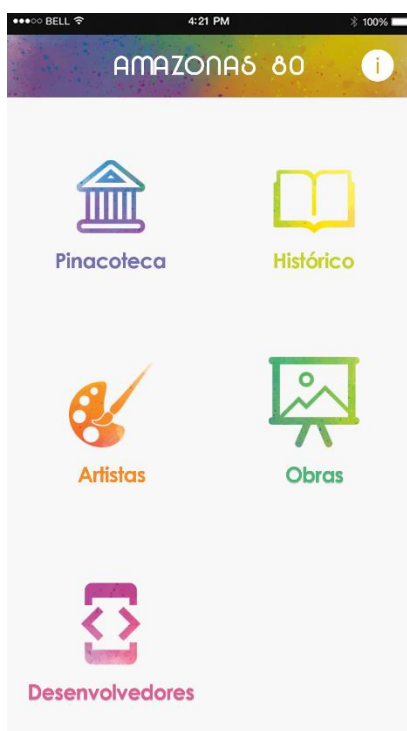 BELL 4:21 PM 100%
AMAZONAS 80 i
Pinacoteca Histórico
Artistas Obras
Desenvolvedores